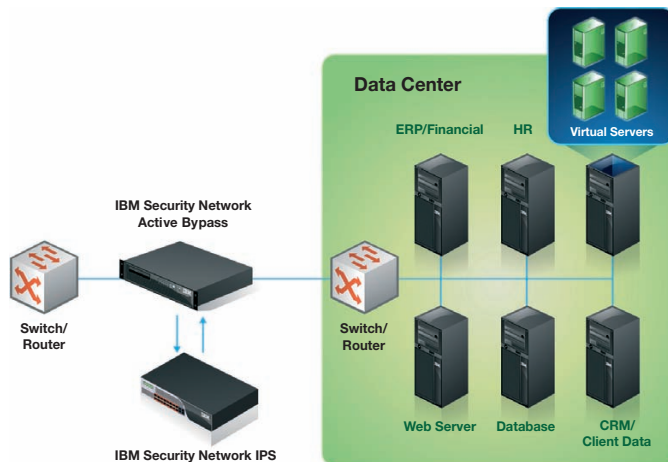 Data Center
Virtual Servers
ERP/Financial
HR
IBM Security Network
Active Bypass
Switch/
Router
Switch/
Router
IBM Security Network IPS
Web Server
Database
CRM/
Client Data